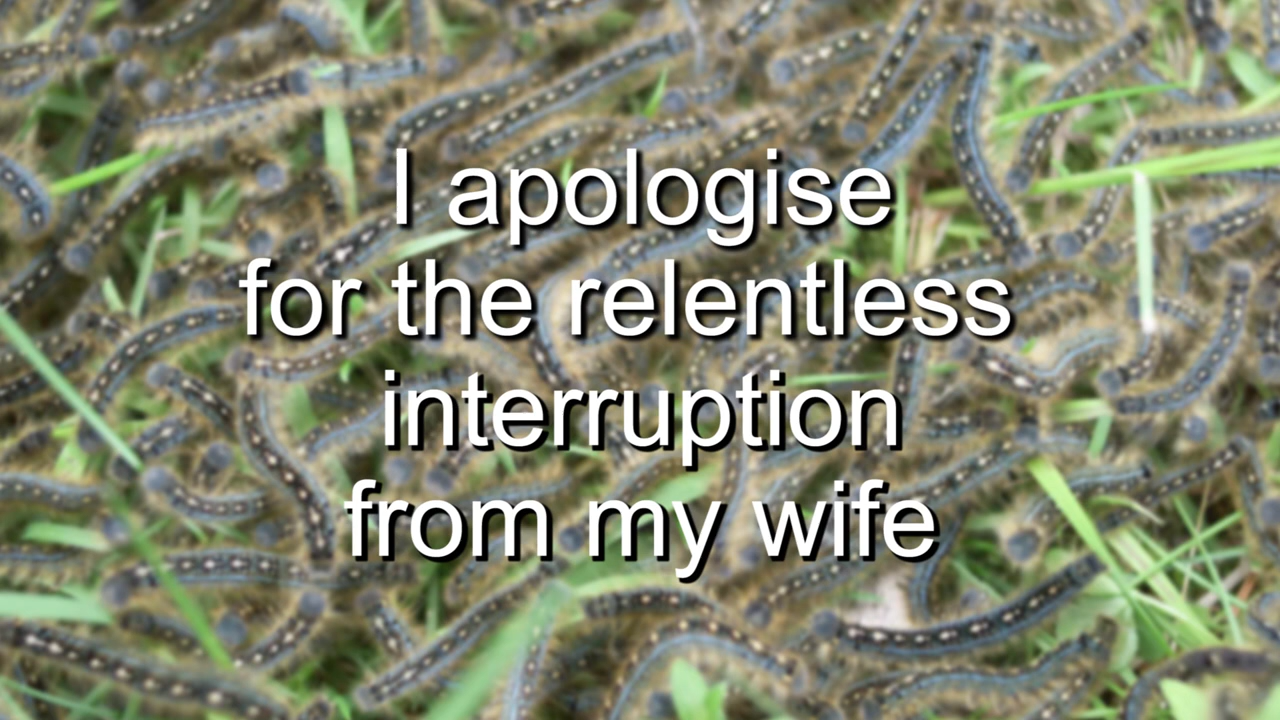 I apologise
for the relentless
interruption
from my wife